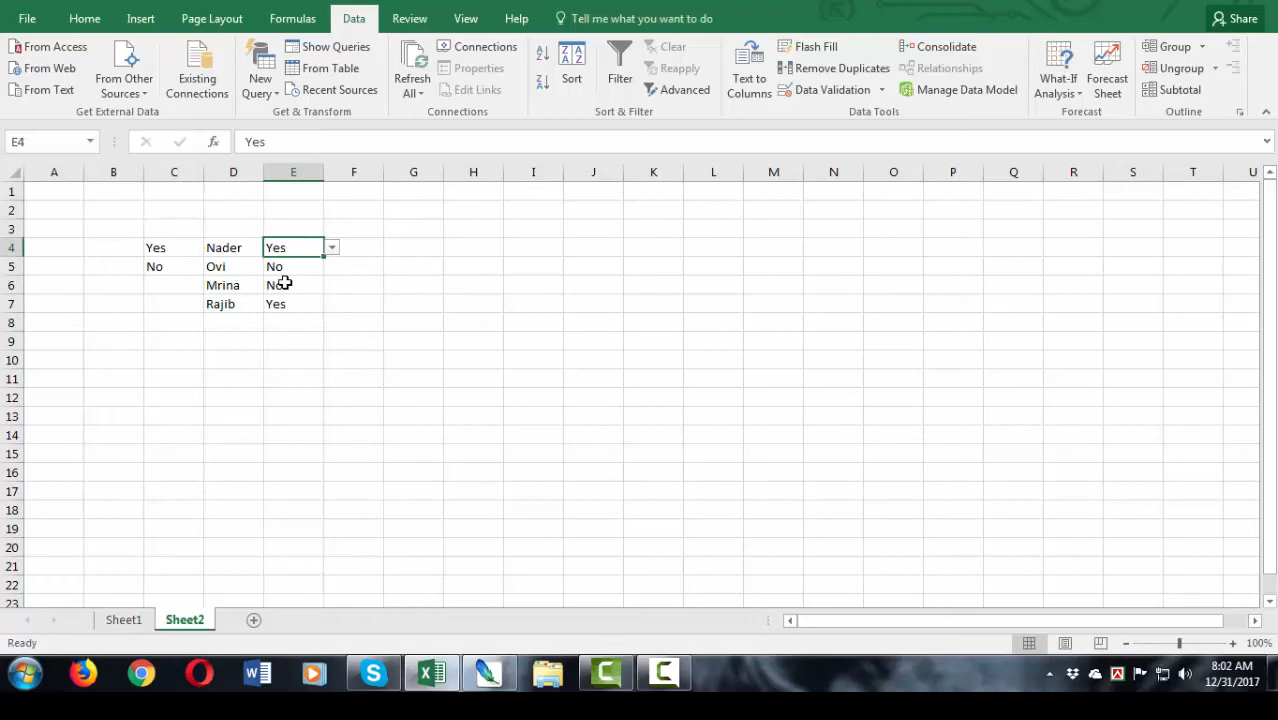 File Home Insert Page Layout Formulas Data Review View Help Tell me what you want to do Share
From Access
From Web
From Text
From Other Sources
Existing Connections
Get External Data
New Query
Show Queries
From Table
Recent Sources
Get & Transform
Refresh All
Connections
Properties
Edit Links
Connections
Sort
Filter
Clear
Reapply
Advanced
Sort & Filter
Text to Columns
Flash Fill
Remove Duplicates
Data Validation
Consolidate
Relationships
Manage Data Model
Data Tools
What-If Analysis
Forecast Sheet
Forecast
Group
Ungroup
Subtotal
Outline
E4 fx Yes
A B C D E F G H I J K L M N O P Q R S T U
1
2
3
4 Yes Nader Yes
5 No Ovi No
6 Mrina No
7 Rajib Yes
8
9
10
11
12
13
14
15
16
17
18
19
20
21
22
23
Sheet1 Sheet2
Ready 100%
8:02 AM
12/31/2017